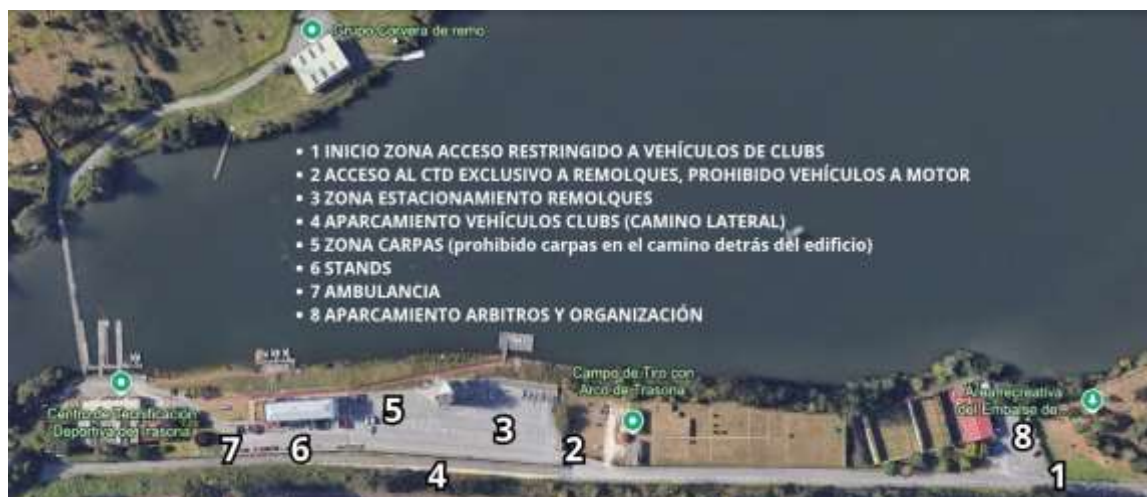 Grupo Corvera de remo
• 1 INICIO ZONA ACCESO RESTRINGIDO A VEHÍCULOS DE CLUBS
• 2 ACCESO AL CTD EXCLUSIVO A REMOLQUES, PROHIBIDO VEHÍCULOS A MOTOR
• 3 ZONA ESTACIONAMIENTO REMOLQUES
• 4 APARCAMIENTO VEHÍCULOS CLUBS (CAMINO LATERAL)
• 5 ZONA CARPAS (prohibido carpas en el camino detrás del edificio)
• 6 STANDS
• 7 AMBULANCIA
• 8 APARCAMIENTO ARBITROS Y ORGANIZACIÓN
Campo de Tiro con
Arco de Trasona
Área recreativa
del Embalse de
Centro de Tecnificación
Deportiva de Trasona
5
3
8
7
6
2
4
1